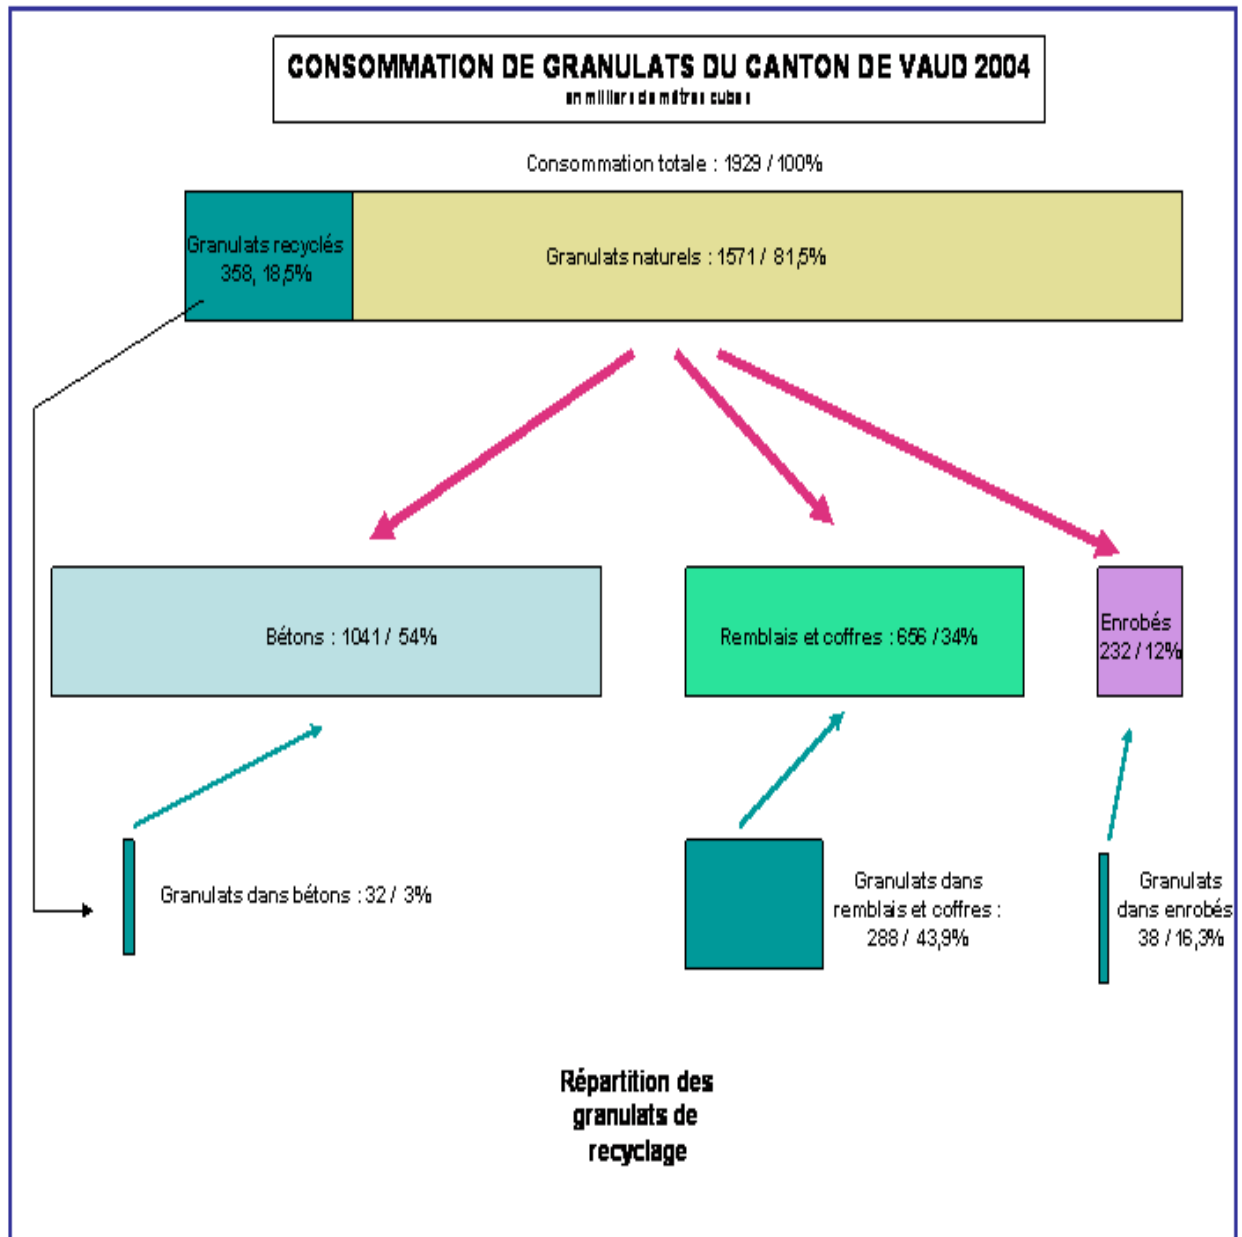 CONSOMMATION DE GRANULATS DU CANTON DE VAUD 2004
en milliers de mètres cubes
Consommation totale : 1929 / 100%
Granulats recyclés
358, 18,5%
Granulats naturels : 1571 / 81,5%
Bétons : 1041 / 54%
Remblais et coffres : 656 / 34%
Enrobés
232 / 12%
Granulats dans bétons : 32 / 3%
Granulats dans
remblais et coffres :
288 / 43,9%
Granulats
dans enrobés
38 / 16,3%
Répartition des
granulats de
recyclage